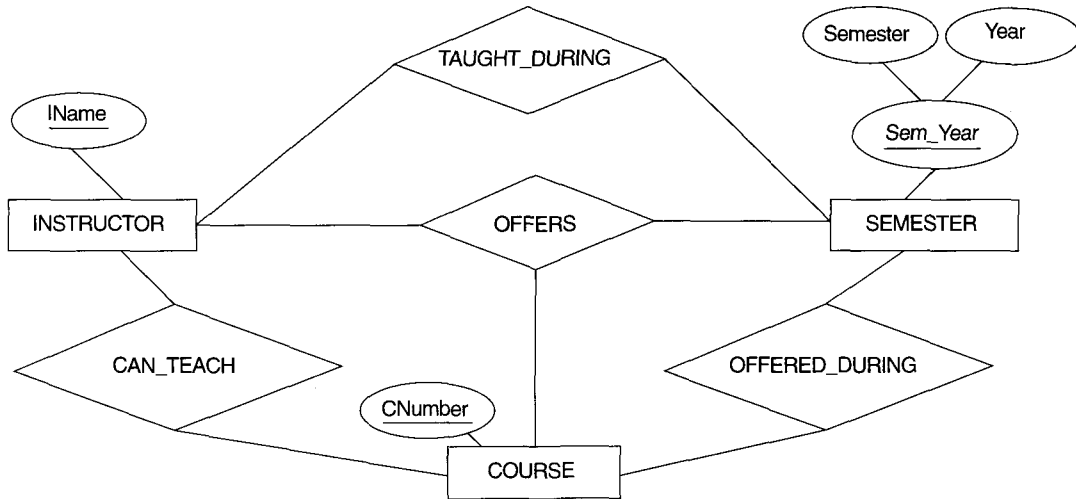 Semester
Year
TAUGHT_DURING
IName
Sem_Year
INSTRUCTOR
OFFERS
SEMESTER
CAN_TEACH
OFFERED_DURING
CNumber
COURSE